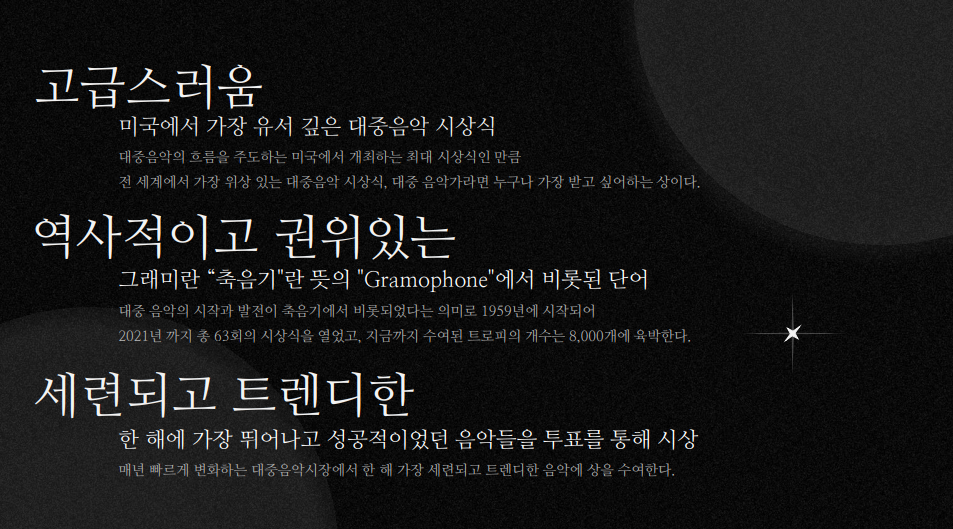 고급스러움
미국에서 가장 유서 깊은 대중음악 시상식
대중음악의 흐름을 주도하는 미국에서 개최하는 최대 시상식인 만큼
전 세계에서 가장 위상 있는 대중음악 시상식, 대중 음악가라면 누구나 가장 받고 싶어하는 상이다.
역사적이고 권위있는
그래미란 “축음기"란 뜻의 "Gramophone"에서 비롯된 단어
대중 음악의 시작과 발전이 축음기에서 비롯되었다는 의미로 1959년에 시작되어
2021년 까지 총 63회의 시상식을 열었고, 지금까지 수여된 트로피의 개수는 8,000개에 육박한다.
세련되고 트렌디한
한 해에 가장 뛰어나고 성공적이었던 음악들을 투표를 통해 시상
매년 빠르게 변화하는 대중음악시장에서 한 해 가장 세련되고 트렌디한 음악에 상을 수여한다.